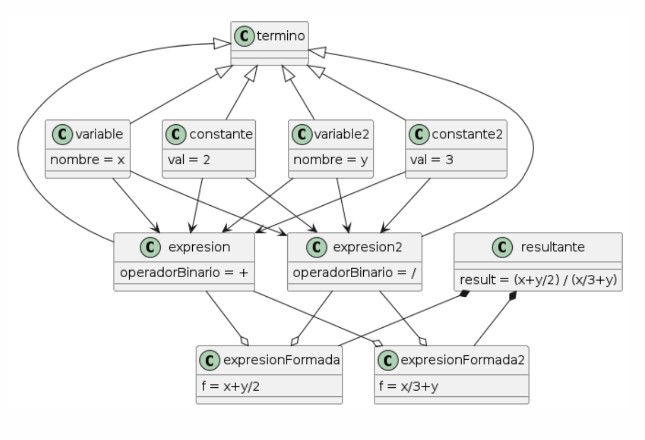 C termino
C variable
nombre = x
C constante
val = 2
C variable2
nombre = y
C constante2
val = 3
C expresion
operadorBinario = +
C expresion2
operadorBinario = /
C resultante
result = (x+y/2) / (x/3+y)
C expresionFormada
f = x+y/2
C expresionFormada2
f = x/3+y